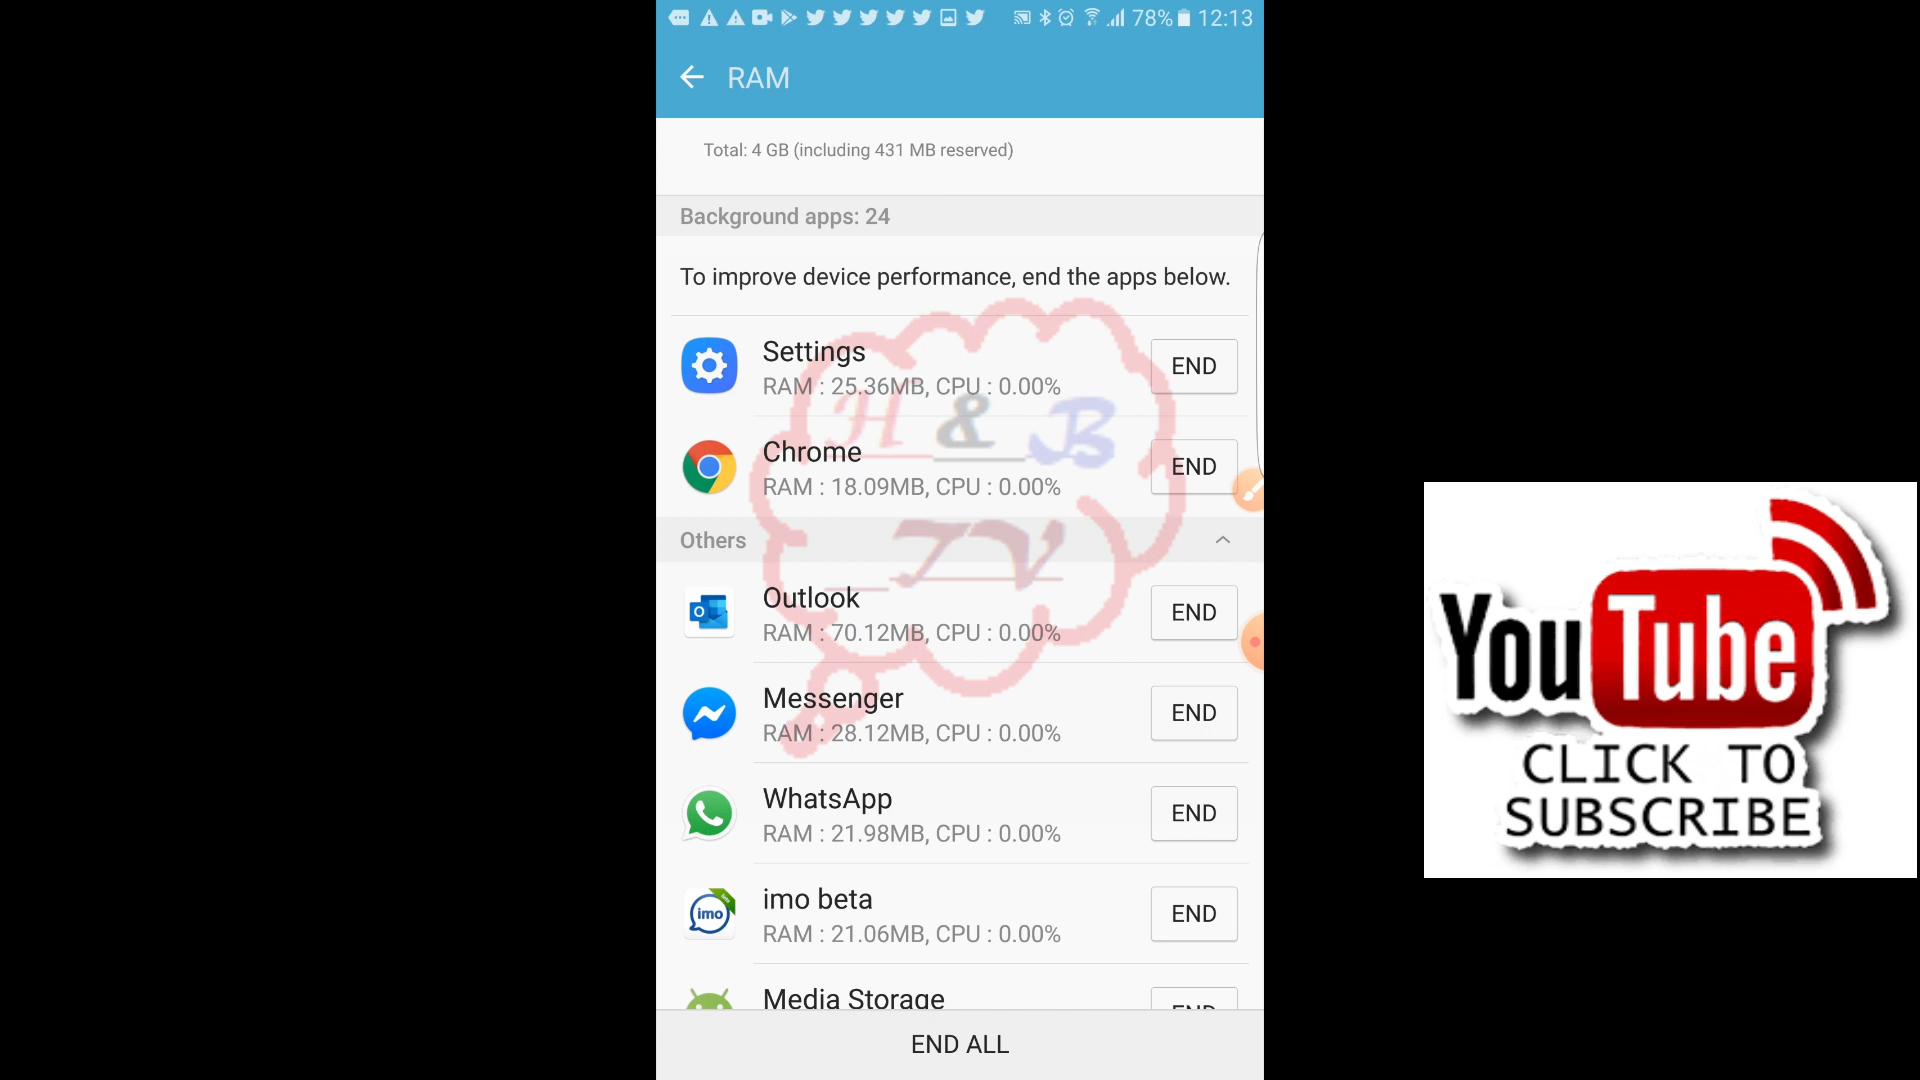 78% 12:13
RAM
Total: 4 GB (including 431 MB reserved)
Background apps: 24
To improve device performance, end the apps below.
Settings
RAM : 25.36MB, CPU : 0.00%
END
Chrome
RAM : 18.09MB, CPU : 0.00%
END
H & B
TV
Others
Outlook
RAM : 70.12MB, CPU : 0.00%
END
Messenger
RAM : 28.12MB, CPU : 0.00%
END
WhatsApp
RAM : 21.98MB, CPU : 0.00%
END
imo
imo beta
RAM : 21.06MB, CPU : 0.00%
END
Media Storage
END
END ALL
YouTube
CLICK TO
SUBSCRIBE